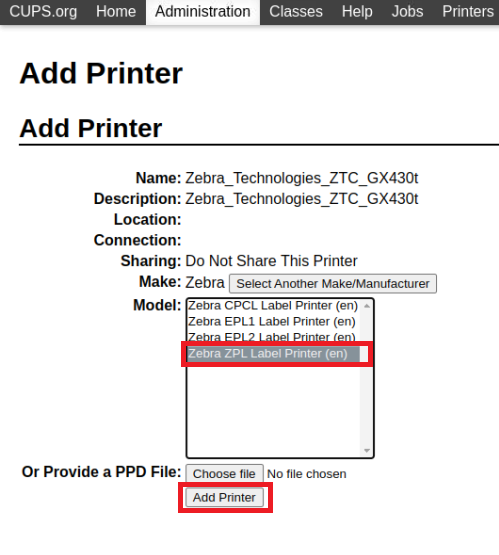 CUPS.org Home Administration Classes Help Jobs Printers
Add Printer
Add Printer
Name: Zebra_Technologies_ZTC_GX430t
Description: Zebra_Technologies_ZTC_GX430t
Location:
Connection:
Sharing: Do Not Share This Printer
Make: Zebra Select Another Make/Manufacturer
Model: Zebra CPCL Label Printer (en)
Zebra EPL1 Label Printer (en)
Zebra EPL2 Label Printer (en)
Zebra ZPL Label Printer (en)
Or Provide a PPD File: Choose file No file chosen
Add Printer